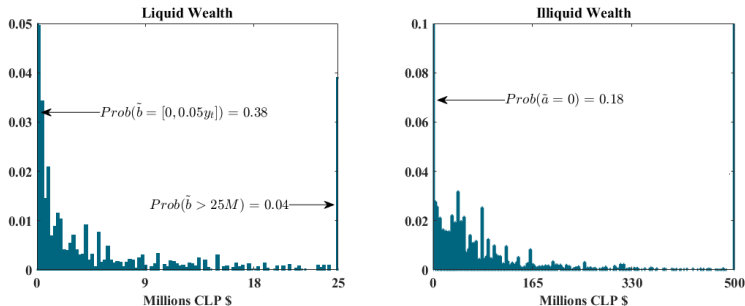 Liquid Wealth
0.05
0.04
0.03
0.02
0.01
0
Prob(b̃ = [0, 0.05y_t]) = 0.38
Prob(b̃ > 25M) = 0.04
0 9 18 25
Millions CLP $
Illiquid Wealth
0.1
0.08
0.06
0.04
0.02
0
Prob(ã = 0) = 0.18
0 165 330 500
Millions CLP $